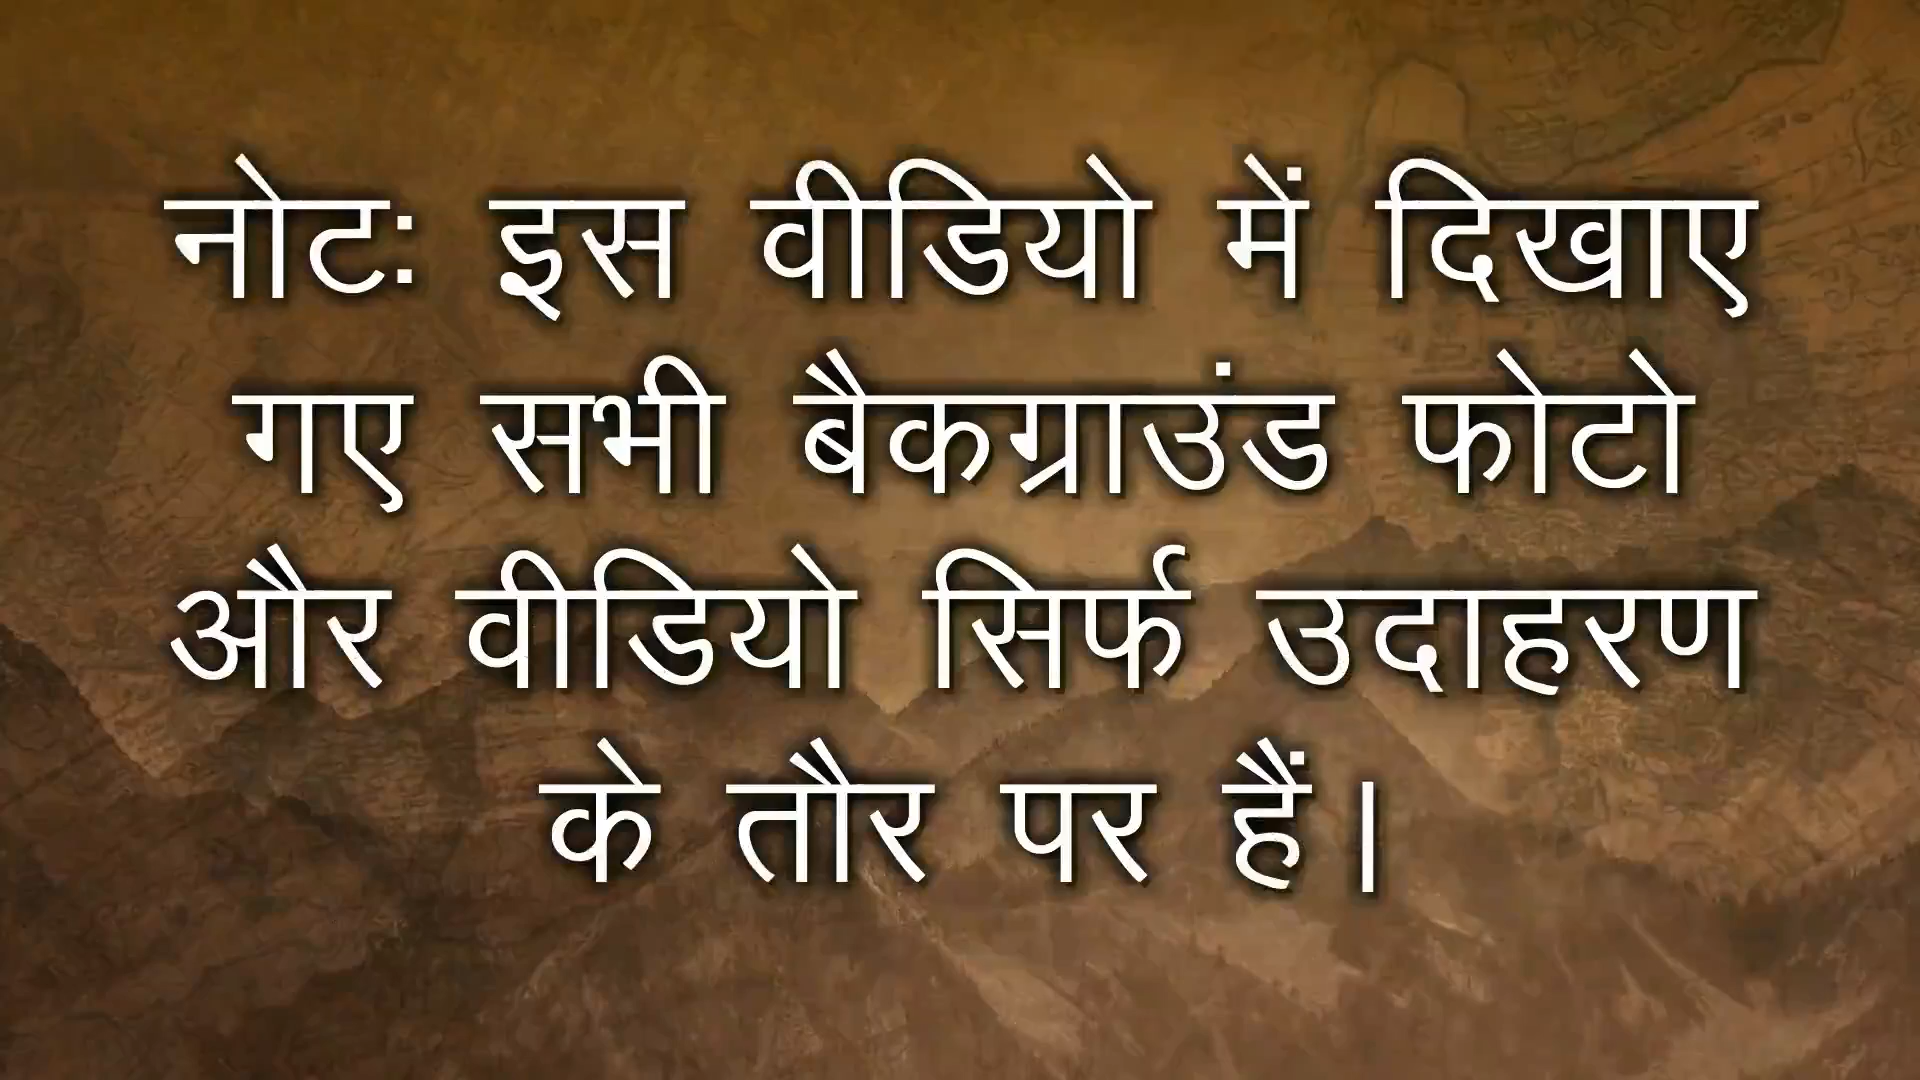 नोटः इस वीडियो में दिखाए
गए सभी बैकग्राउंड फोटो
और वीडियो सिर्फ उदाहरण
के तौर पर हैं।